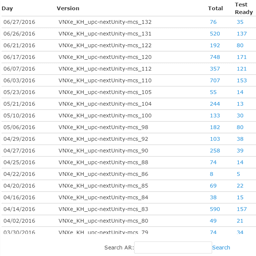 Day Version Total Test Ready
06/27/2016 VNXe_KH_upc-nextUnity-mcs_132 76 35
06/26/2016 VNXe_KH_upc-nextUnity-mcs_131 520 137
06/21/2016 VNXe_KH_upc-nextUnity-mcs_122 192 80
06/17/2016 VNXe_KH_upc-nextUnity-mcs_120 748 171
06/07/2016 VNXe_KH_upc-nextUnity-mcs_112 357 121
06/03/2016 VNXe_KH_upc-nextUnity-mcs_110 707 153
05/23/2016 VNXe_KH_upc-nextUnity-mcs_105 55 14
05/21/2016 VNXe_KH_upc-nextUnity-mcs_104 244 13
05/10/2016 VNXe_KH_upc-nextUnity-mcs_100 133 30
05/06/2016 VNXe_KH_upc-nextUnity-mcs_98 182 80
04/29/2016 VNXe_KH_upc-nextUnity-mcs_92 103 38
04/27/2016 VNXe_KH_upc-nextUnity-mcs_90 258 39
04/25/2016 VNXe_KH_upc-nextUnity-mcs_88 74 14
04/22/2016 VNXe_KH_upc-nextUnity-mcs_86 8 5
04/20/2016 VNXe_KH_upc-nextUnity-mcs_85 69 22
04/16/2016 VNXe_KH_upc-nextUnity-mcs_84 38 15
04/14/2016 VNXe_KH_upc-nextUnity-mcs_83 590 157
04/02/2016 VNXe_KH_upc-nextUnity-mcs_80 49 21
03/30/2016 VNXe_KH_upc-nextUnity-mcs_79 74 34
Search AR: Search